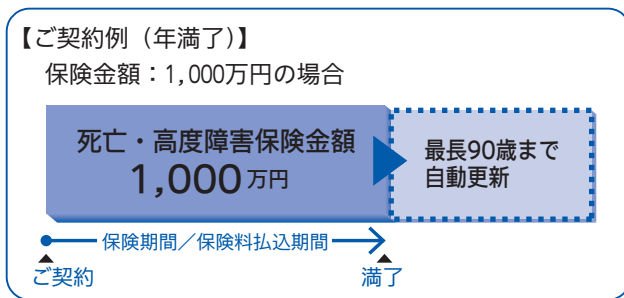 【ご契約例（年満了）】
保険金額：1,000万円の場合
死亡・高度障害保険金額
1,000万円
最長90歳まで
自動更新
保険期間／保険料払込期間
ご契約
満了